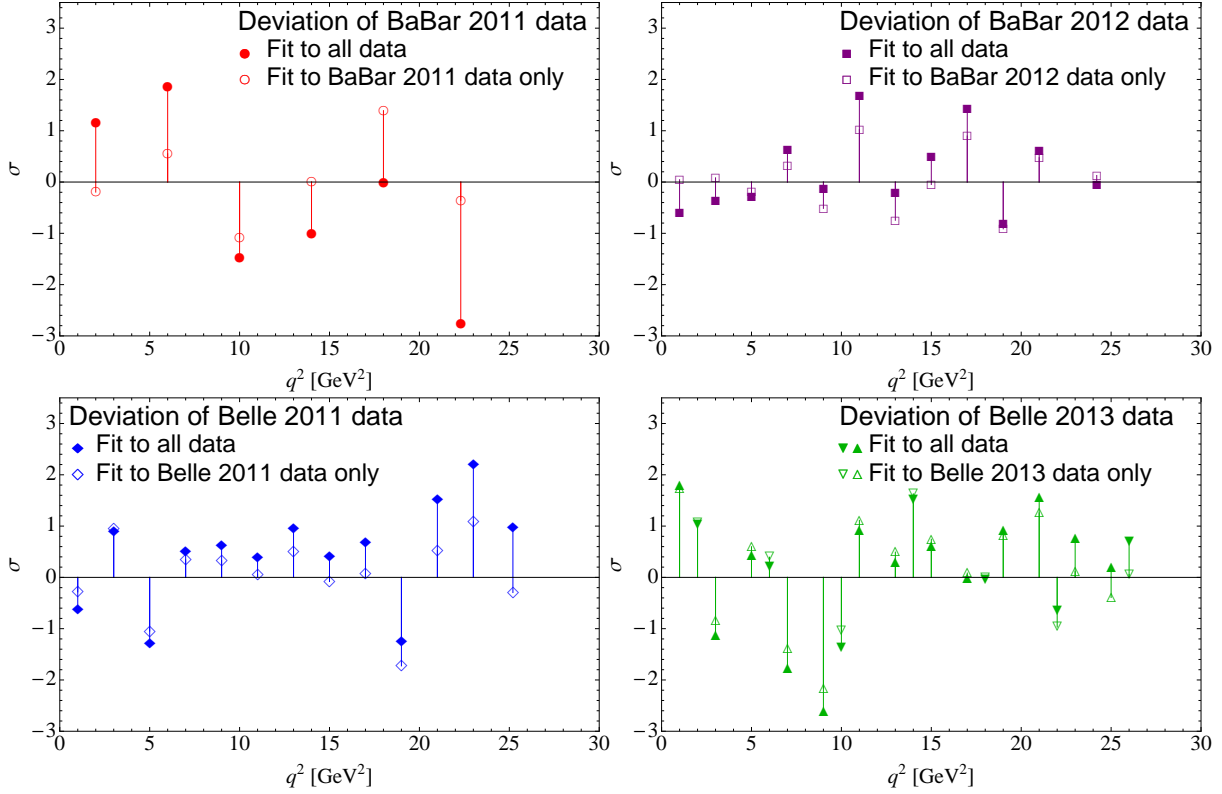 Deviation of BaBar 2011 data
Fit to all data
Fit to BaBar 2011 data only
σ
3
2
1
0
−1
−2
−3
0 5 10 15 20 25 30
q² [GeV²]
Deviation of BaBar 2012 data
Fit to all data
Fit to BaBar 2012 data only
σ
3
2
1
0
−1
−2
−3
0 5 10 15 20 25 30
q² [GeV²]
Deviation of Belle 2011 data
Fit to all data
Fit to Belle 2011 data only
σ
3
2
1
0
−1
−2
−3
0 5 10 15 20 25 30
q² [GeV²]
Deviation of Belle 2013 data
Fit to all data
Fit to Belle 2013 data only
σ
3
2
1
0
−1
−2
−3
0 5 10 15 20 25 30
q² [GeV²]